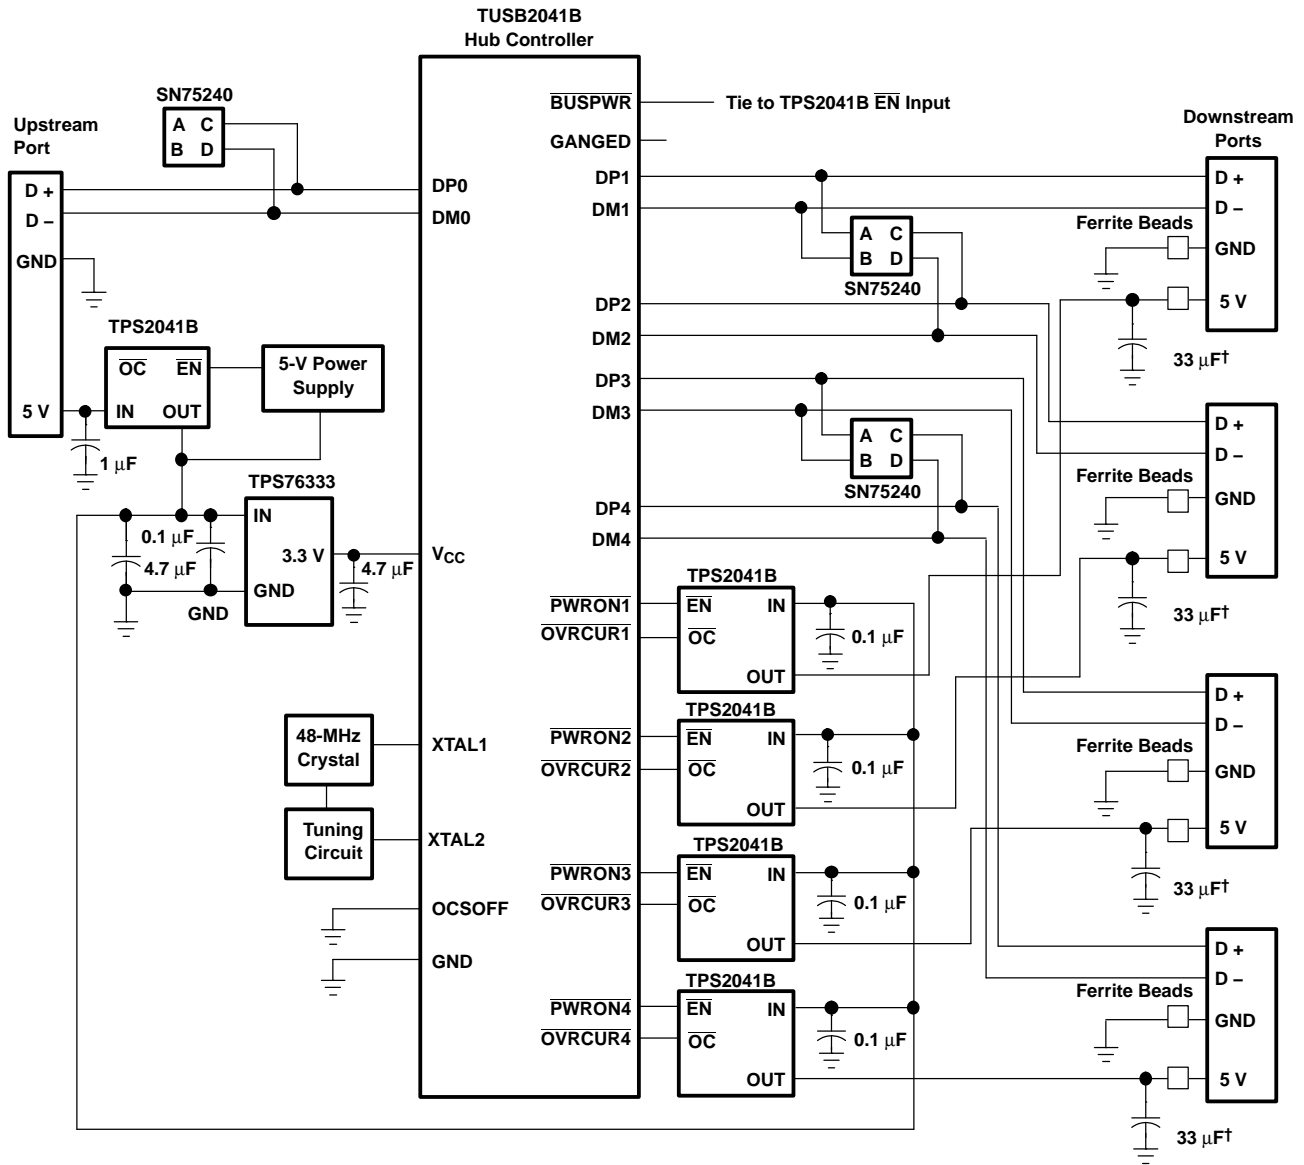 TUSB2041B
Hub Controller
SN75240
A C
B D
Upstream
Port
D +
D –
GND
5 V
BUSPWR
Tie to TPS2041B EN Input
GANGED
DP0
DM0
DP1
DM1
Downstream
Ports
D +
D –
Ferrite Beads
GND
5 V
33 µF†
A C
B D
SN75240
DP2
DM2
TPS2041B
OC EN
IN OUT
5-V Power
Supply
1 µF
DP3
DM3
A C
B D
SN75240
D +
D –
Ferrite Beads
GND
5 V
33 µF†
TPS76333
IN
3.3 V
GND
0.1 µF
4.7 µF
GND
4.7 µF
VCC
DP4
DM4
TPS2041B
PWRON1
OVRCUR1
EN IN
OC
OUT
0.1 µF
TPS2041B
PWRON2
OVRCUR2
EN IN
OC
OUT
0.1 µF
D +
D –
Ferrite Beads
GND
5 V
33 µF†
48-MHz
Crystal
XTAL1
Tuning
Circuit
XTAL2
TPS2041B
PWRON3
OVRCUR3
EN IN
OC
OUT
0.1 µF
OCSOFF
GND
TPS2041B
PWRON4
OVRCUR4
EN IN
OC
OUT
0.1 µF
D +
D –
Ferrite Beads
GND
5 V
33 µF†